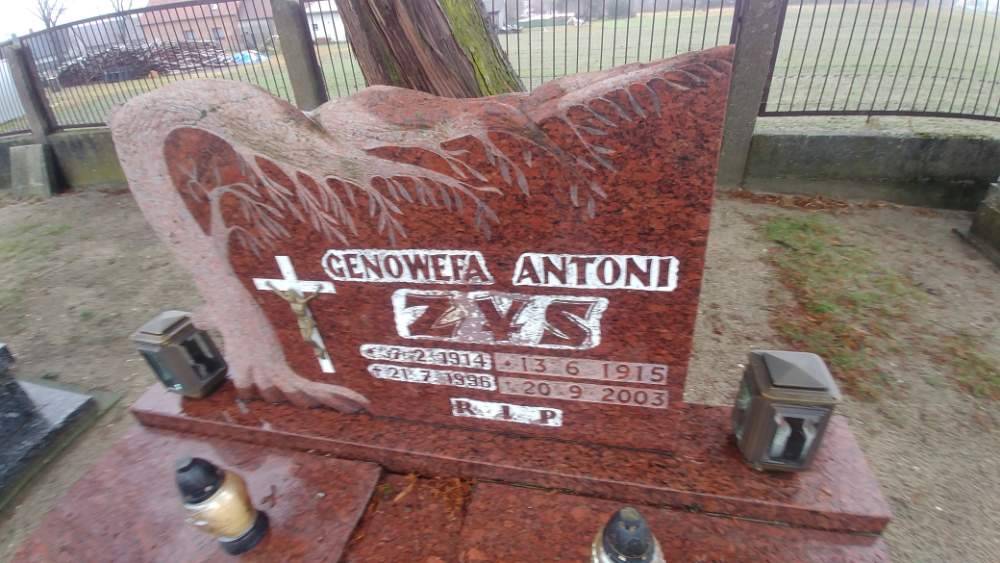 GENOWEFA ANTONI
ZYS
* 7 2 1914 * 13 6 1915
+ 21 7 1996 + 20 9 2003
R I P